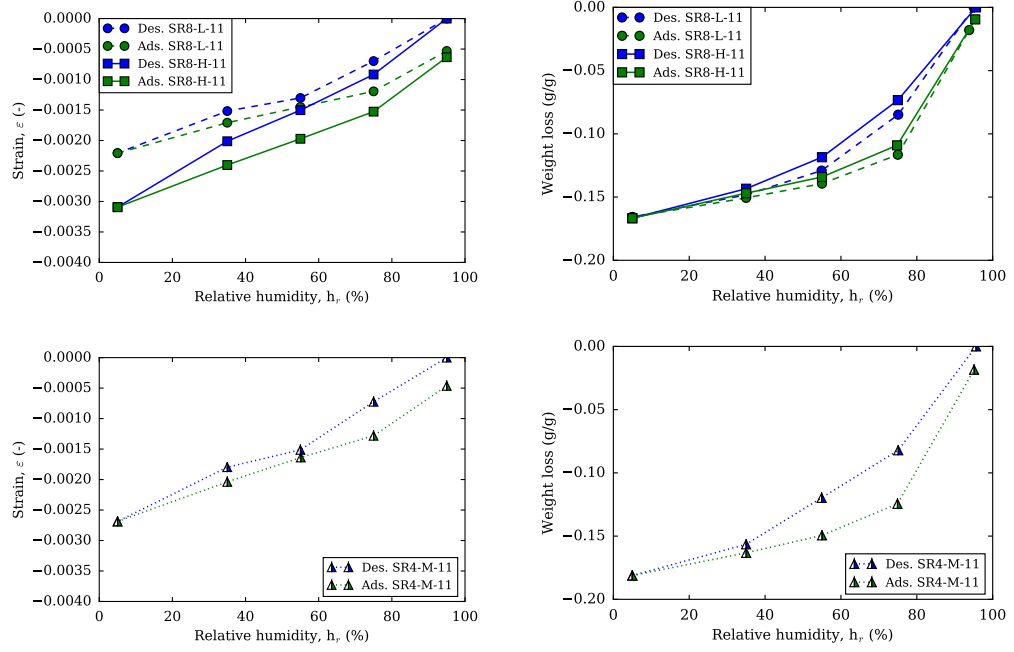 0.0000
−0.0005
−0.0010
−0.0015
−0.0020
−0.0025
−0.0030
−0.0035
−0.0040
Strain, ε (-)
Des. SR8-L-11
Ads. SR8-L-11
Des. SR8-H-11
Ads. SR8-H-11
0 20 40 60 80 100
Relative humidity, hᵣ (%)
0.00
−0.05
−0.10
−0.15
−0.20
Weight loss (g/g)
Des. SR8-L-11
Ads. SR8-L-11
Des. SR8-H-11
Ads. SR8-H-11
0 20 40 60 80 100
Relative humidity, hᵣ (%)
0.0000
−0.0005
−0.0010
−0.0015
−0.0020
−0.0025
−0.0030
−0.0035
−0.0040
Strain, ε (-)
Des. SR4-M-11
Ads. SR4-M-11
0 20 40 60 80 100
Relative humidity, hᵣ (%)
0.00
−0.05
−0.10
−0.15
−0.20
Weight loss (g/g)
Des. SR4-M-11
Ads. SR4-M-11
0 20 40 60 80 100
Relative humidity, hᵣ (%)